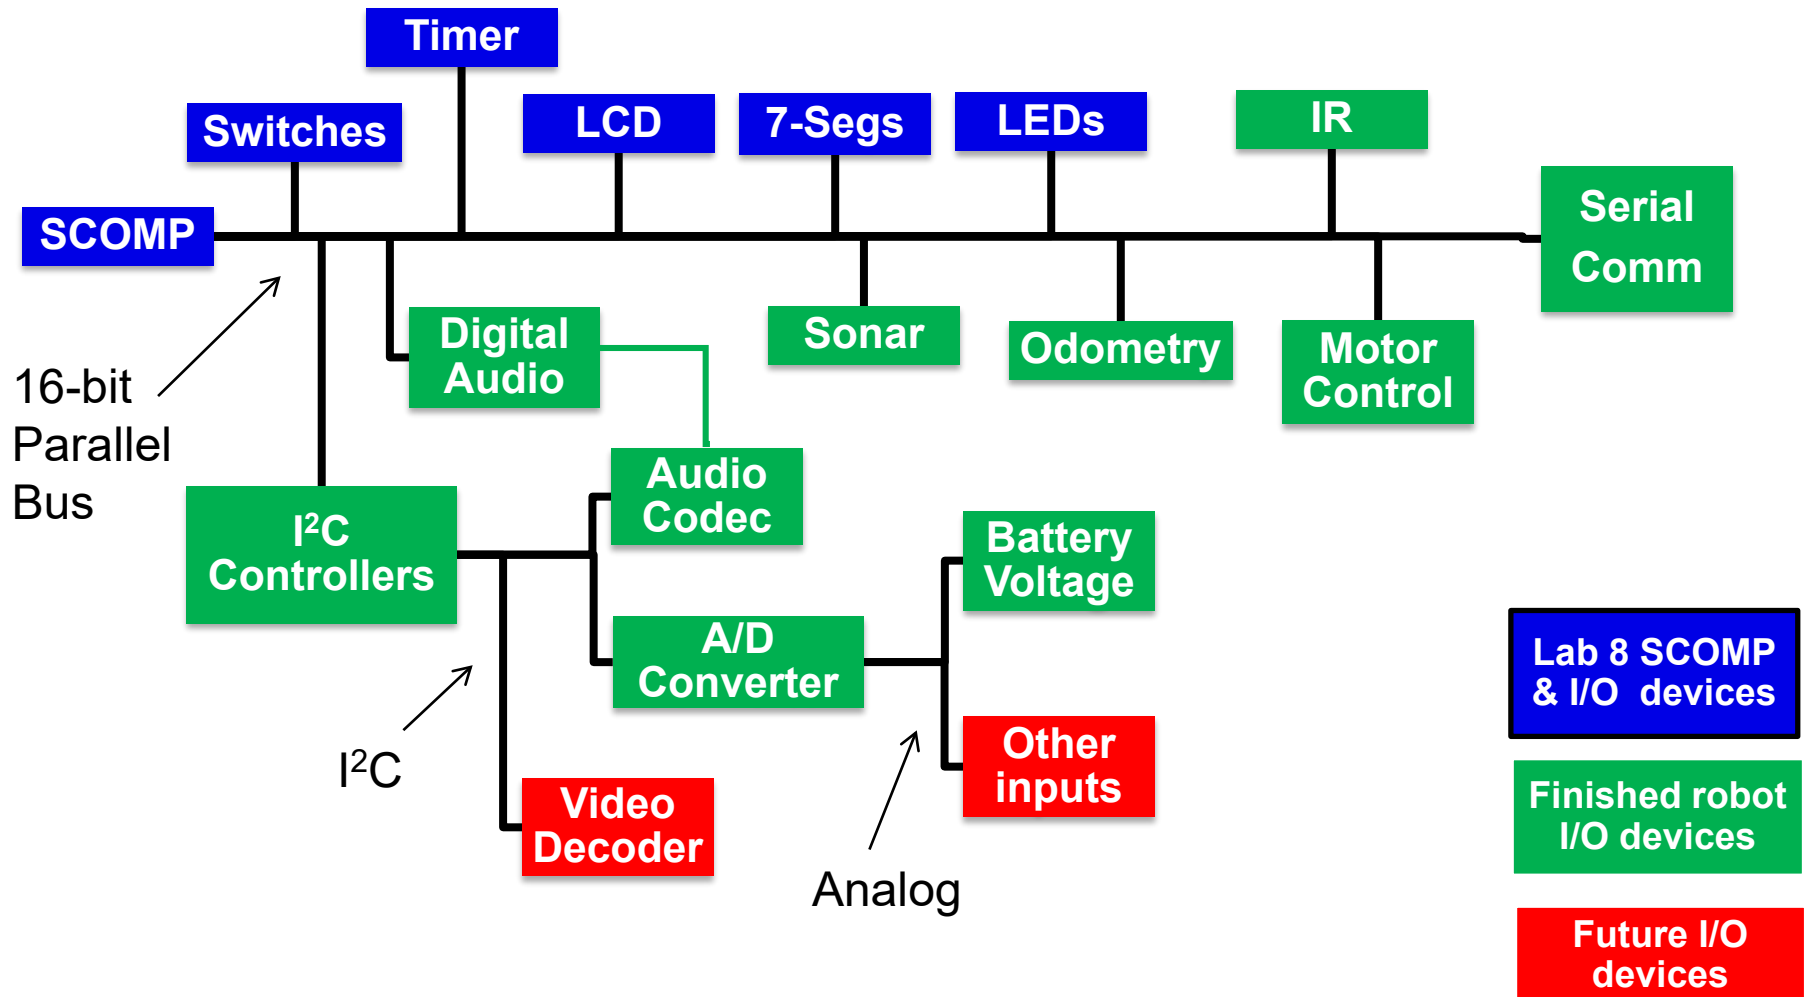 Timer
Switches
LCD
7-Segs
LEDs
IR
SCOMP
Serial
Comm
Digital
Audio
Sonar
Odometry
Motor
Control
16-bit
Parallel
Bus
I²C
Controllers
Audio
Codec
Battery
Voltage
A/D
Converter
I²C
Video
Decoder
Other
inputs
Analog
Lab 8 SCOMP
& I/O devices
Finished robot
I/O devices
Future I/O
devices